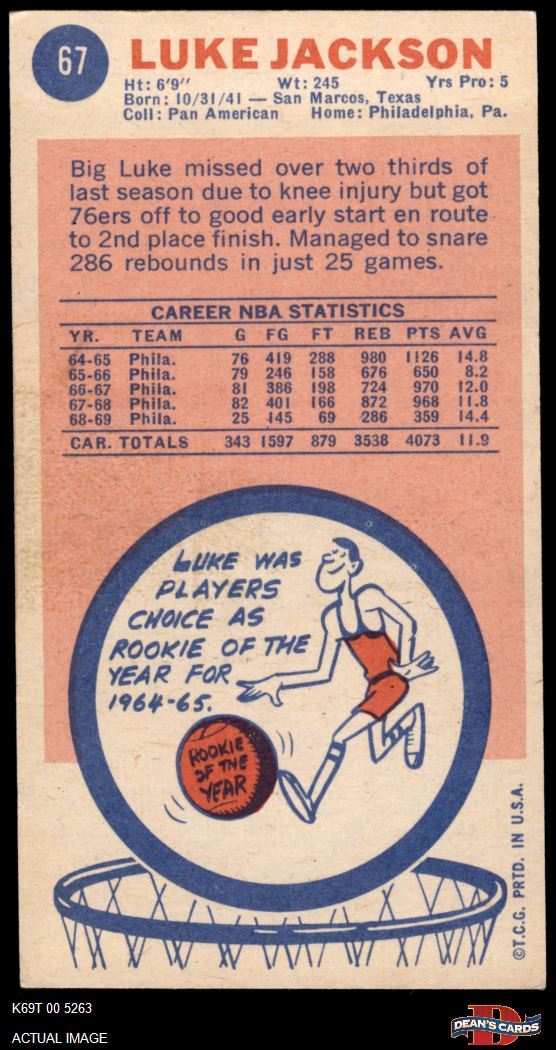 67
LUKE JACKSON
Ht: 6'9" Wt: 245 Yrs Pro: 5
Born: 10/31/41 — San Marcos, Texas
Coll: Pan American Home: Philadelphia, Pa.
Big Luke missed over two thirds of
last season due to knee injury but got
76ers off to good early start en route
to 2nd place finish. Managed to snare
286 rebounds in just 25 games.
CAREER NBA STATISTICS
YR. TEAM G FG FT REB PTS AVG
64-65 Phila. 76 419 288 980 1126 14.8
65-66 Phila. 79 246 158 676 650 8.2
66-67 Phila. 81 386 198 724 970 12.0
67-68 Phila. 82 401 166 872 968 11.8
68-69 Phila. 25 145 69 286 359 14.4
CAR. TOTALS 343 1597 879 3538 4073 11.9
LUKE WAS
PLAYERS
CHOICE AS
ROOKIE OF THE
YEAR FOR
1964-65.
ROOKIE
OF THE
YEAR
©T.C.G. PRTD. IN U.S.A.
K69T 00 5263
ACTUAL IMAGE
D
DEAN'S CARDS